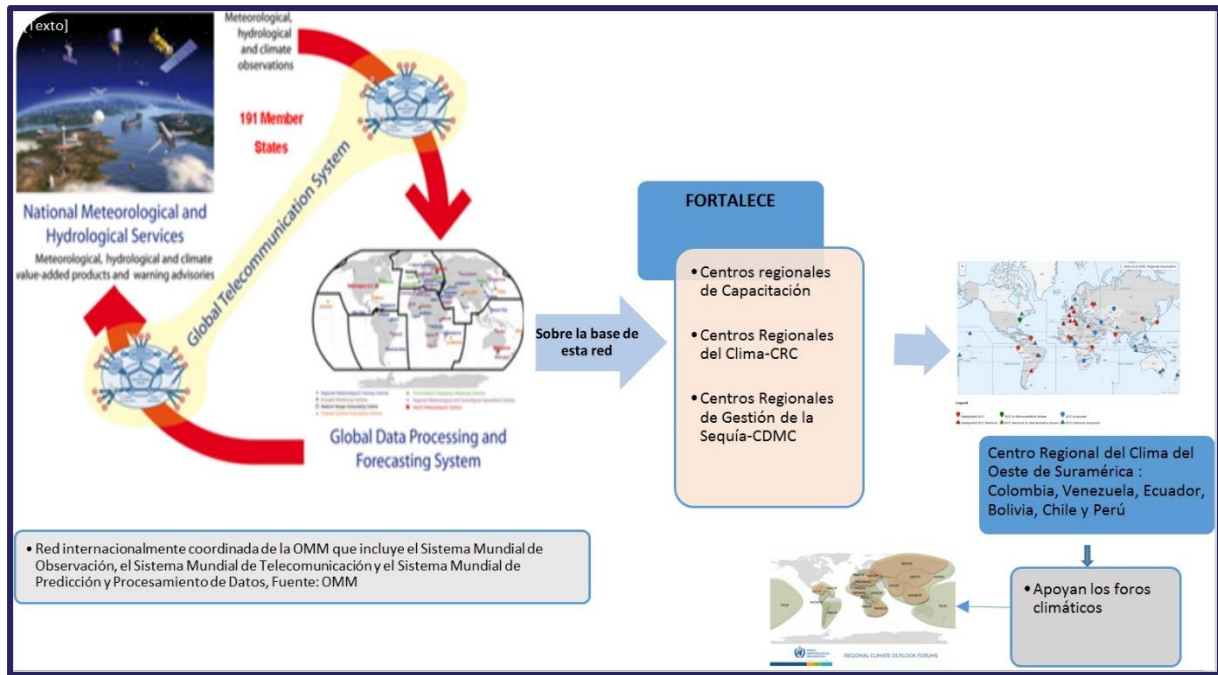 [Texto]
Meteorological,
hydrological
and climate
observations
191 Member
States
Global Telecommunication System
National Meteorological and
Hydrological Services
Meteorological, hydrological and climate
value-added products and warning advisories
Global Data Processing and
Forecasting System
Sobre la base de
esta red
FORTALECE
• Centros regionales
de Capacitación
• Centros Regionales
del Clima-CRC
• Centros Regionales
de Gestión de la
Sequía-CDMC
Centro Regional del Clima del
Oeste de Suramérica :
Colombia, Venezuela, Ecuador,
Bolivia, Chile y Perú
• Apoyan los foros
climáticos
REGIONAL CLIMATE OUTLOOK FORUMS
• Red internacionalmente coordinada de la OMM que incluye el Sistema Mundial de
Observación, el Sistema Mundial de Telecomunicación y el Sistema Mundial de
Predicción y Procesamiento de Datos, Fuente: OMM